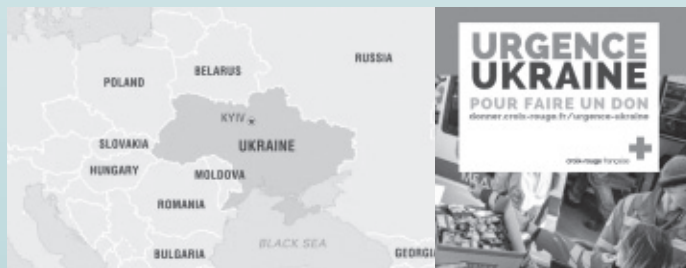 RUSSIA
BELARUS
POLAND
KYIV
UKRAINE
SLOVAKIA
HUNGARY
MOLDOVA
ROMANIA
BLACK SEA
BULGARIA
GEORGIA
URGENCE
UKRAINE
POUR FAIRE UN DON
donner.croix-rouge.fr/urgence-ukraine
croix-rouge française